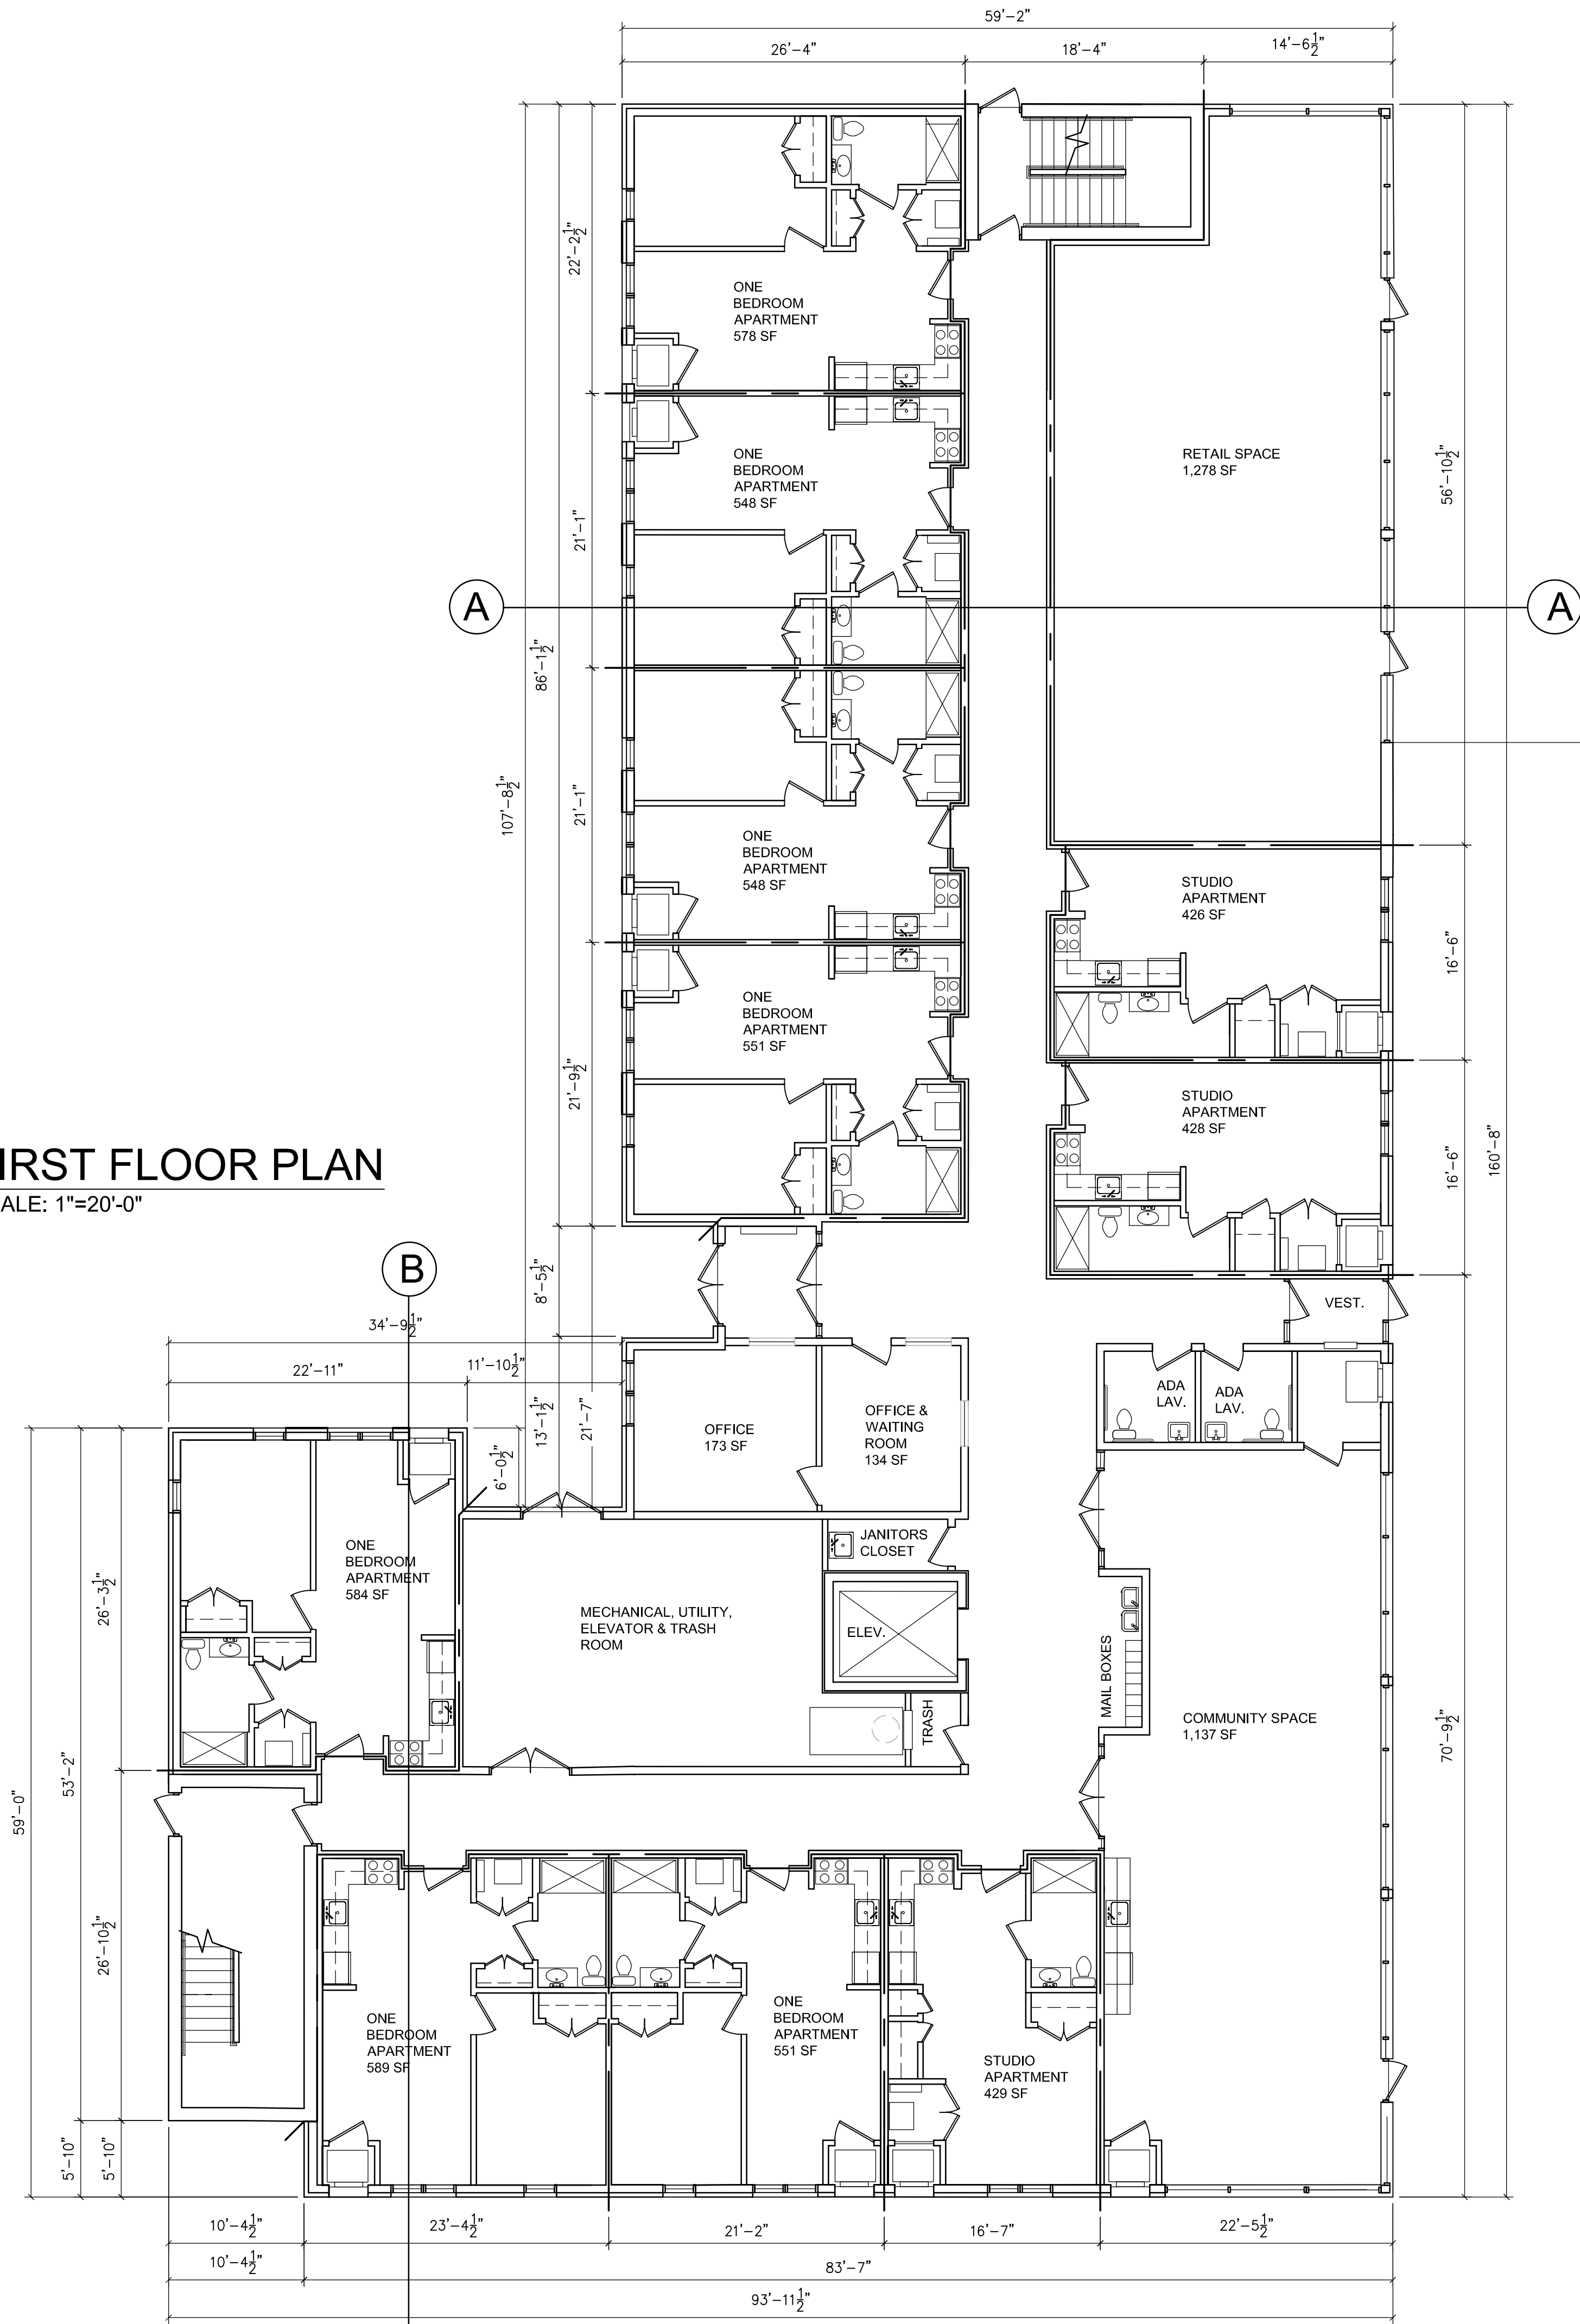 59'-2"
26'-4"
18'-4"
14'-6½"
22'-2½"
ONE
BEDROOM
APARTMENT
578 SF
ONE
BEDROOM
APARTMENT
548 SF
RETAIL SPACE
1,278 SF
56'-10½"
21'-1"
A
A
86'-1½"
107'-8½"
21'-1"
ONE
BEDROOM
APARTMENT
548 SF
STUDIO
APARTMENT
426 SF
16'-6"
ONE
BEDROOM
APARTMENT
551 SF
21'-9½"
STUDIO
APARTMENT
428 SF
16'-6"
160'-8"
IRST FLOOR PLAN
ALE: 1"=20'-0"
B
8'-5½"
VEST.
34'-9½"
22'-11"
11'-10½"
13'-1½"
21'-7"
6'-0½"
OFFICE
173 SF
OFFICE &
WAITING
ROOM
134 SF
ADA
LAV.
ADA
LAV.
JANITORS
CLOSET
ONE
BEDROOM
APARTMENT
584 SF
26'-3½"
MECHANICAL, UTILITY,
ELEVATOR & TRASH
ROOM
ELEV.
MAIL BOXES
TRASH
COMMUNITY SPACE
1,137 SF
70'-9½"
59'-0"
53'-2"
26'-10½"
ONE
BEDROOM
APARTMENT
589 SF
ONE
BEDROOM
APARTMENT
551 SF
STUDIO
APARTMENT
429 SF
5'-10"
5'-10"
10'-4½"
23'-4½"
21'-2"
16'-7"
22'-5½"
10'-4½"
83'-7"
93'-11½"